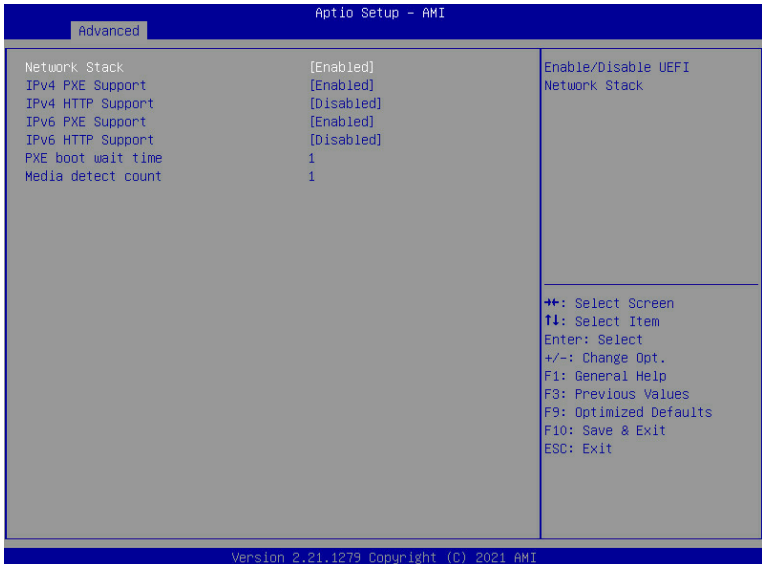 Aptio Setup - AMI
Advanced
Network Stack [Enabled]
IPv4 PXE Support [Enabled]
IPv4 HTTP Support [Disabled]
IPv6 PXE Support [Enabled]
IPv6 HTTP Support [Disabled]
PXE boot wait time 1
Media detect count 1
Enable/Disable UEFI
Network Stack
→←: Select Screen
↑↓: Select Item
Enter: Select
+/-: Change Opt.
F1: General Help
F3: Previous Values
F9: Optimized Defaults
F10: Save & Exit
ESC: Exit
Version 2.21.1279 Copyright (C) 2021 AMI